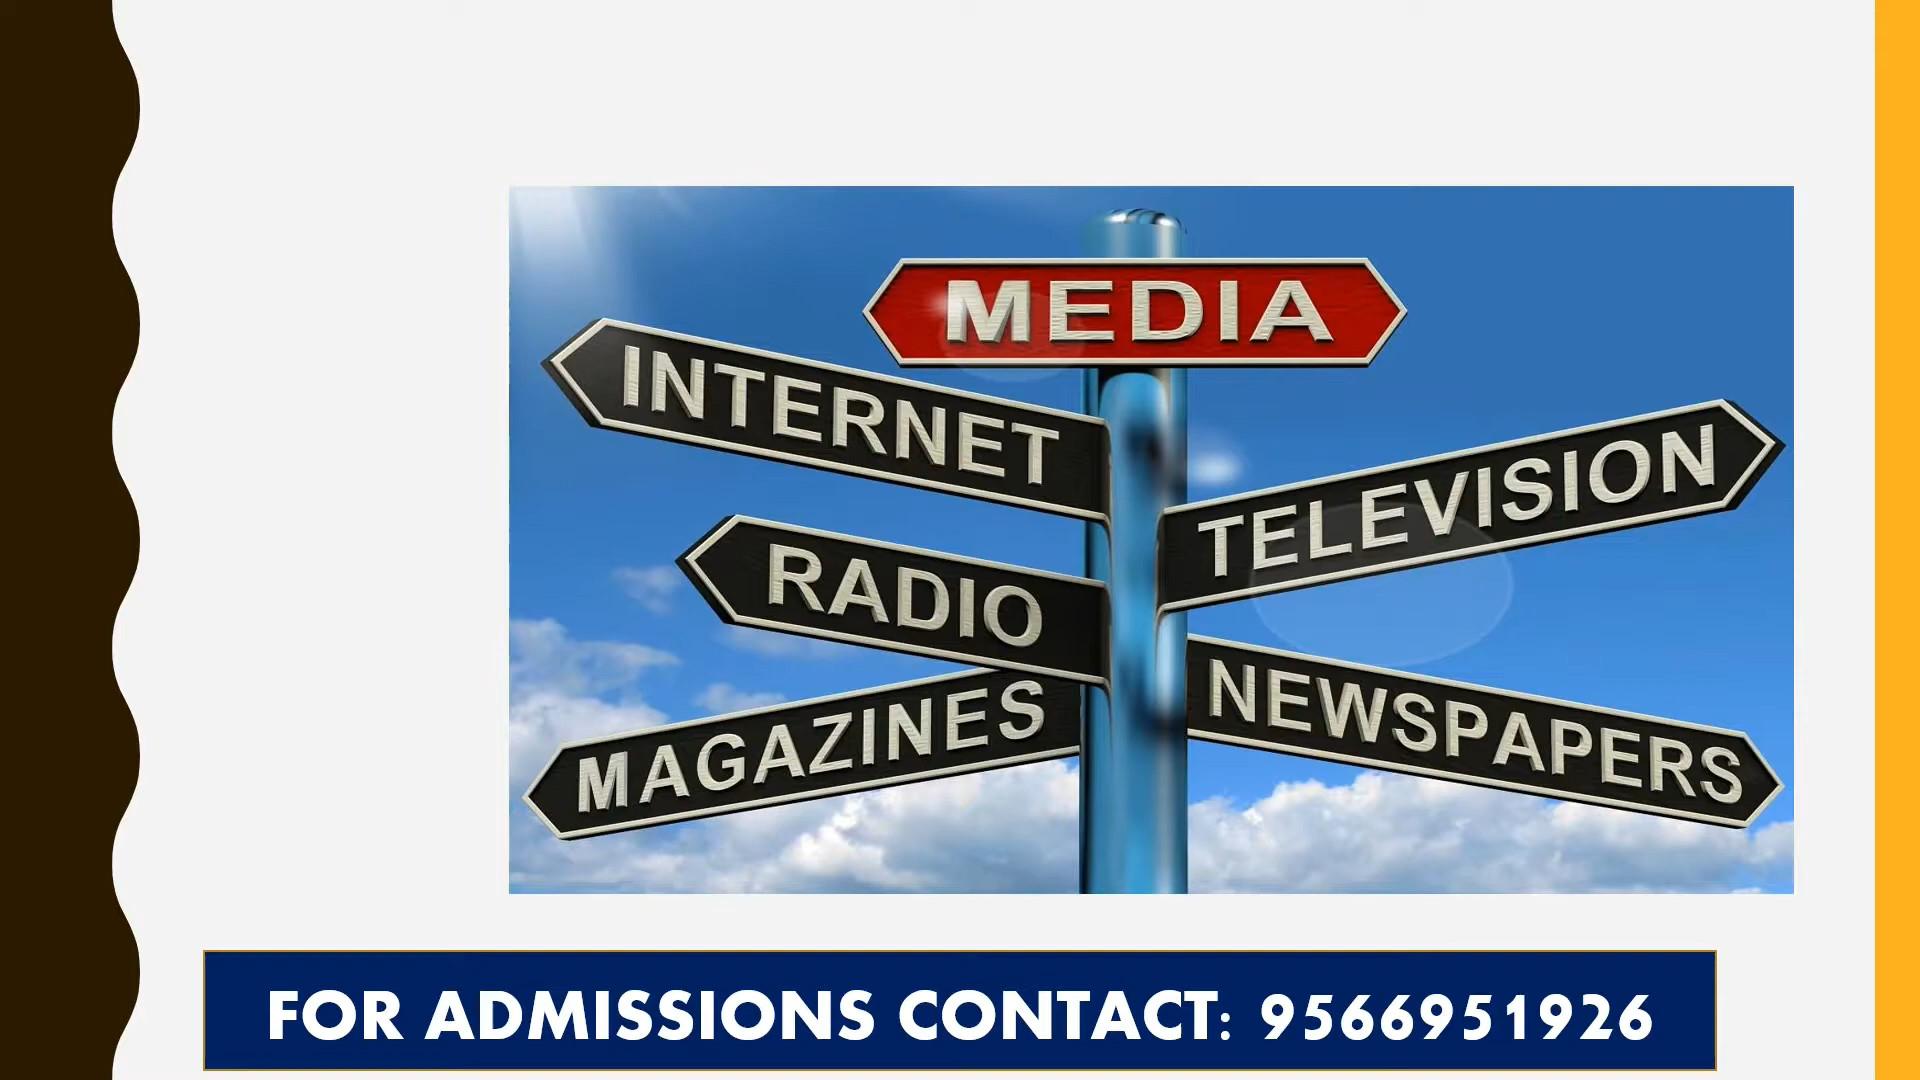 MEDIA
INTERNET
TELEVISION
RADIO
NEWSPAPERS
MAGAZINES
FOR ADMISSIONS CONTACT: 9566951926